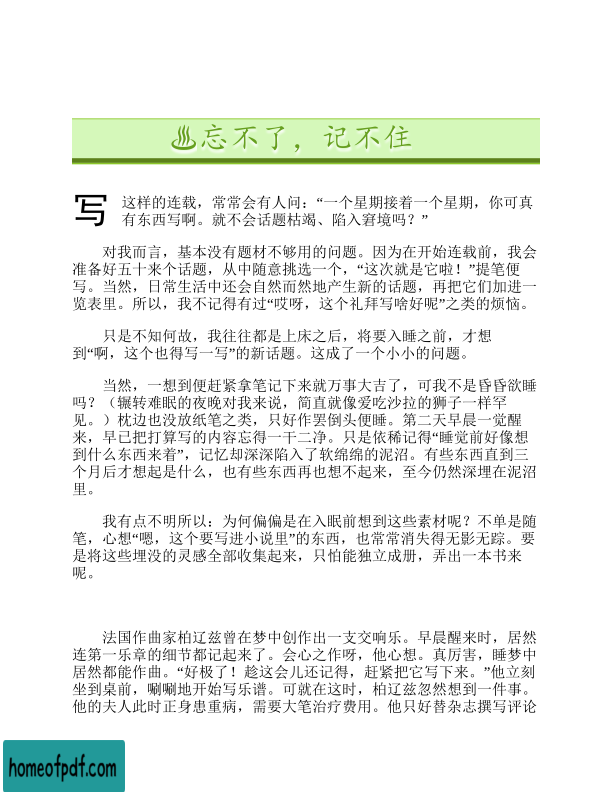 ♨忘不了，记不住
写 这样的连载，常常会有人问：“一个星期接着一个星期，你可真
有东西写啊。就不会话题枯竭、陷入窘境吗？”
对我而言，基本没有题材不够用的问题。因为在开始连载前，我会
准备好五十来个话题，从中随意挑选一个，“这次就是它啦！”提笔便
写。当然，日常生活中还会自然而然地产生新的话题，再把它们加进一
览表里。所以，我不记得有过“哎呀，这个礼拜写啥好呢”之类的烦恼。
只是不知何故，我往往都是上床之后，将要入睡之前，才想
到“啊，这个也得写一写”的新话题。这成了一个小小的问题。
当然，一想到便赶紧拿笔记下来就万事大吉了，可我不是昏昏欲睡
吗？（辗转难眠的夜晚对我来说，简直就像爱吃沙拉的狮子一样罕
见。）枕边也没放纸笔之类，只好作罢倒头便睡。第二天早晨一觉醒
来，早已把打算写的内容忘得一干二净。只是依稀记得“睡觉前好像想
到什么东西来着”，记忆却深深陷入了软绵绵的泥沼。有些东西直到三
个月后才想起是什么，也有些东西再也想不起来，至今仍然深埋在泥沼
里。
我有点不明所以：为何偏偏是在入眠前想到这些素材呢？不单是随
笔，心想“嗯，这个要写进小说里”的东西，也常常消失得无影无踪。要
是将这些埋没的灵感全部收集起来，只怕能独立成册，弄出一本书来
呢。
法国作曲家柏辽兹曾在梦中创作出一支交响乐。早晨醒来时，居然
连第一乐章的细节都记起来了。会心之作呀，他心想。真厉害，睡梦中
居然都能作曲。“好极了！趁这会儿还记得，赶紧把它写下来。”他立刻
坐到桌前，唰唰地开始写乐谱。可就在这时，柏辽兹忽然想到一件事。
他的夫人此时正身患重病，需要大笔治疗费用。他只好替杂志撰写评论
homeofpdf.com